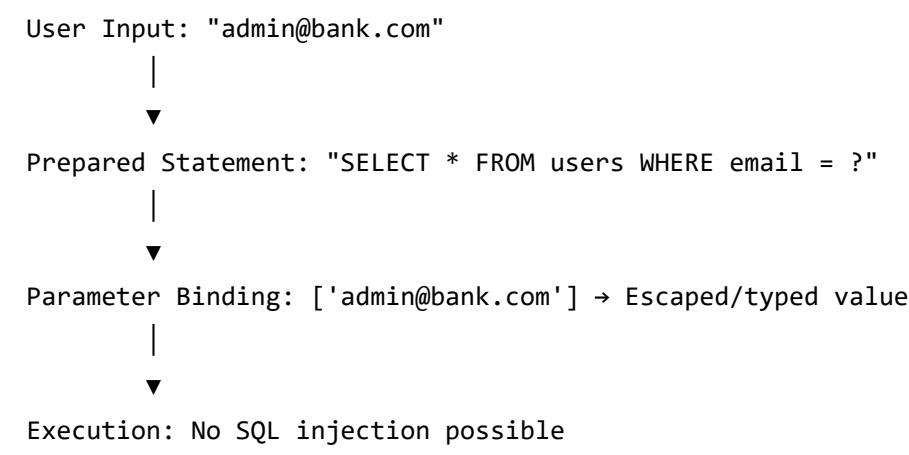 User Input: "admin@bank.com"
│
▼
Prepared Statement: "SELECT * FROM users WHERE email = ?"
│
▼
Parameter Binding: ['admin@bank.com'] → Escaped/typed value
│
▼
Execution: No SQL injection possible